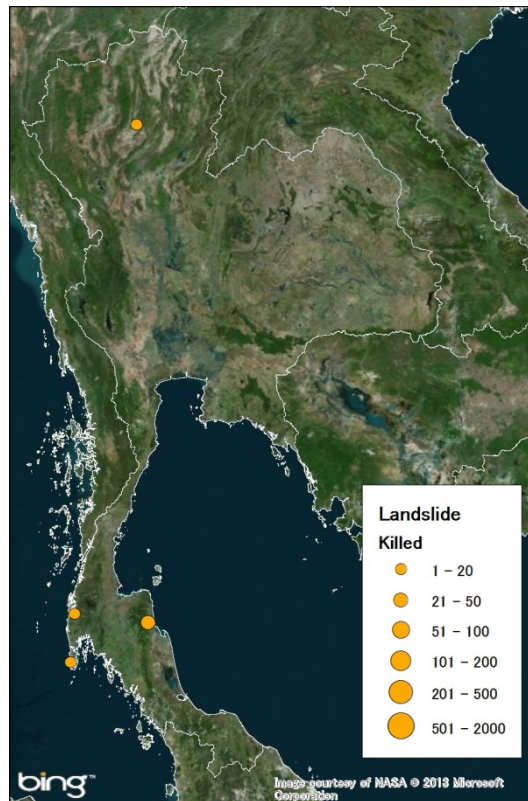 Landslide
Killed
1 - 20
21 - 50
51 - 100
101 - 200
201 - 500
501 - 2000
bing™
Image courtesy of NASA © 2013 Microsoft
Corporation